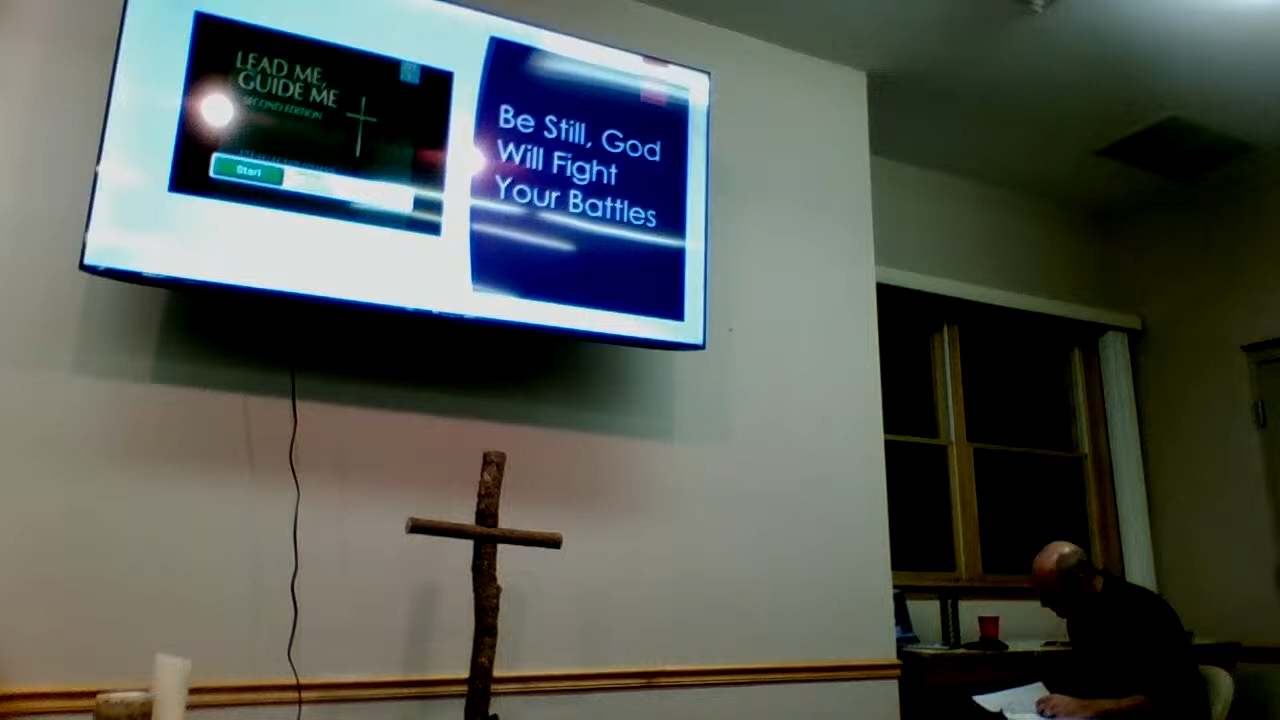 LEAD ME,
GUIDE ME
SECOND EDITION
Start
Be Still, God
Will Fight
Your Battles